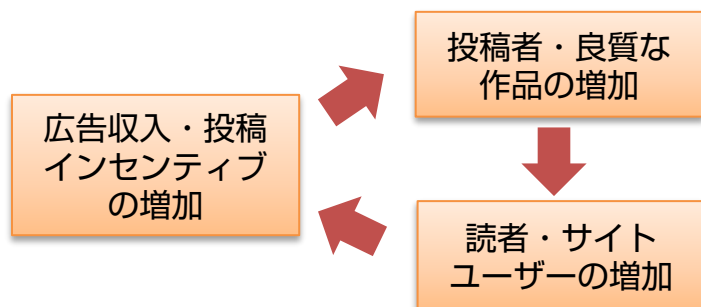 投稿者・良質な
作品の増加
広告収入・投稿
インセンティブ
の増加
読者・サイト
ユーザーの増加